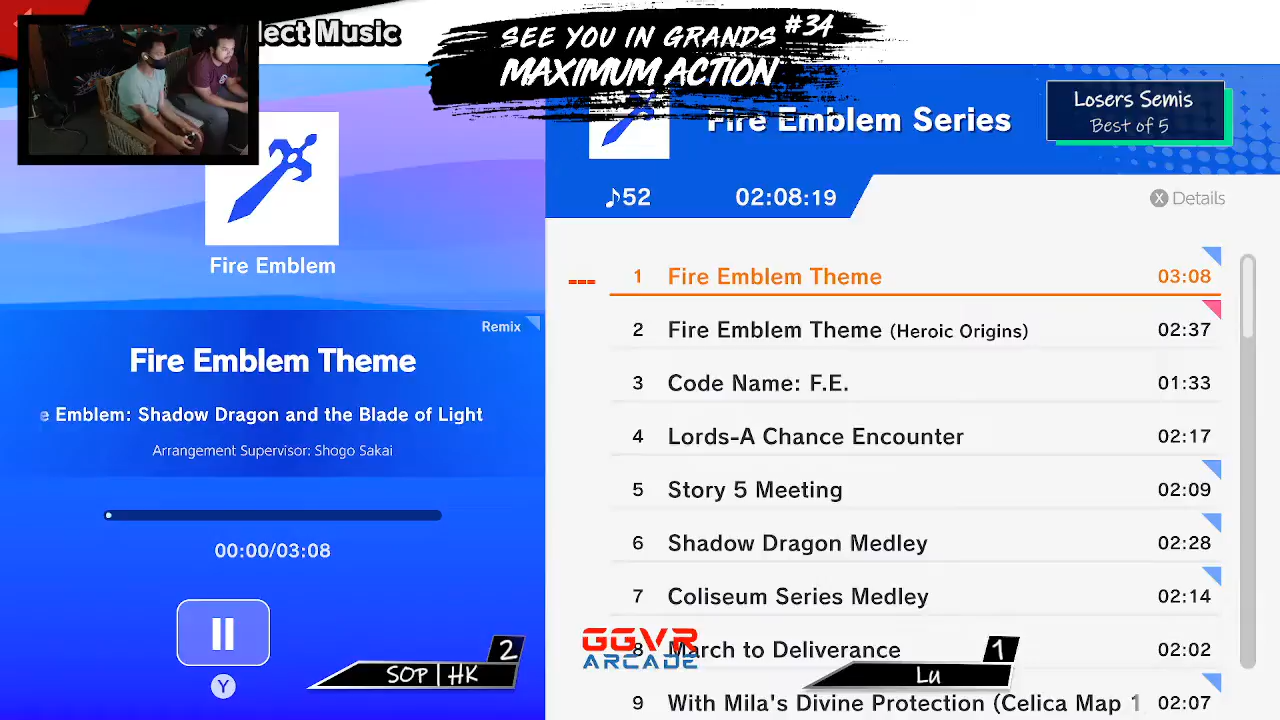 lect Music
SEE YOU IN GRANDS #34
MAXIMUM ACTION
Fire Emblem Series
Losers Semis
Best of 5
♪52 02:08:19
X Details
Fire Emblem
Remix
Fire Emblem Theme
e Emblem: Shadow Dragon and the Blade of Light
Arrangement Supervisor: Shogo Sakai
00:00/03:08
Y
1 Fire Emblem Theme 03:08
2 Fire Emblem Theme (Heroic Origins) 02:37
3 Code Name: F.E. 01:33
4 Lords-A Chance Encounter 02:17
5 Story 5 Meeting 02:09
6 Shadow Dragon Medley 02:28
7 Coliseum Series Medley 02:14
8 March to Deliverance 02:02
9 With Mila's Divine Protection (Celica Map 1 02:07
GGVR
ARCADE
SOP | HK 2
Lu 1